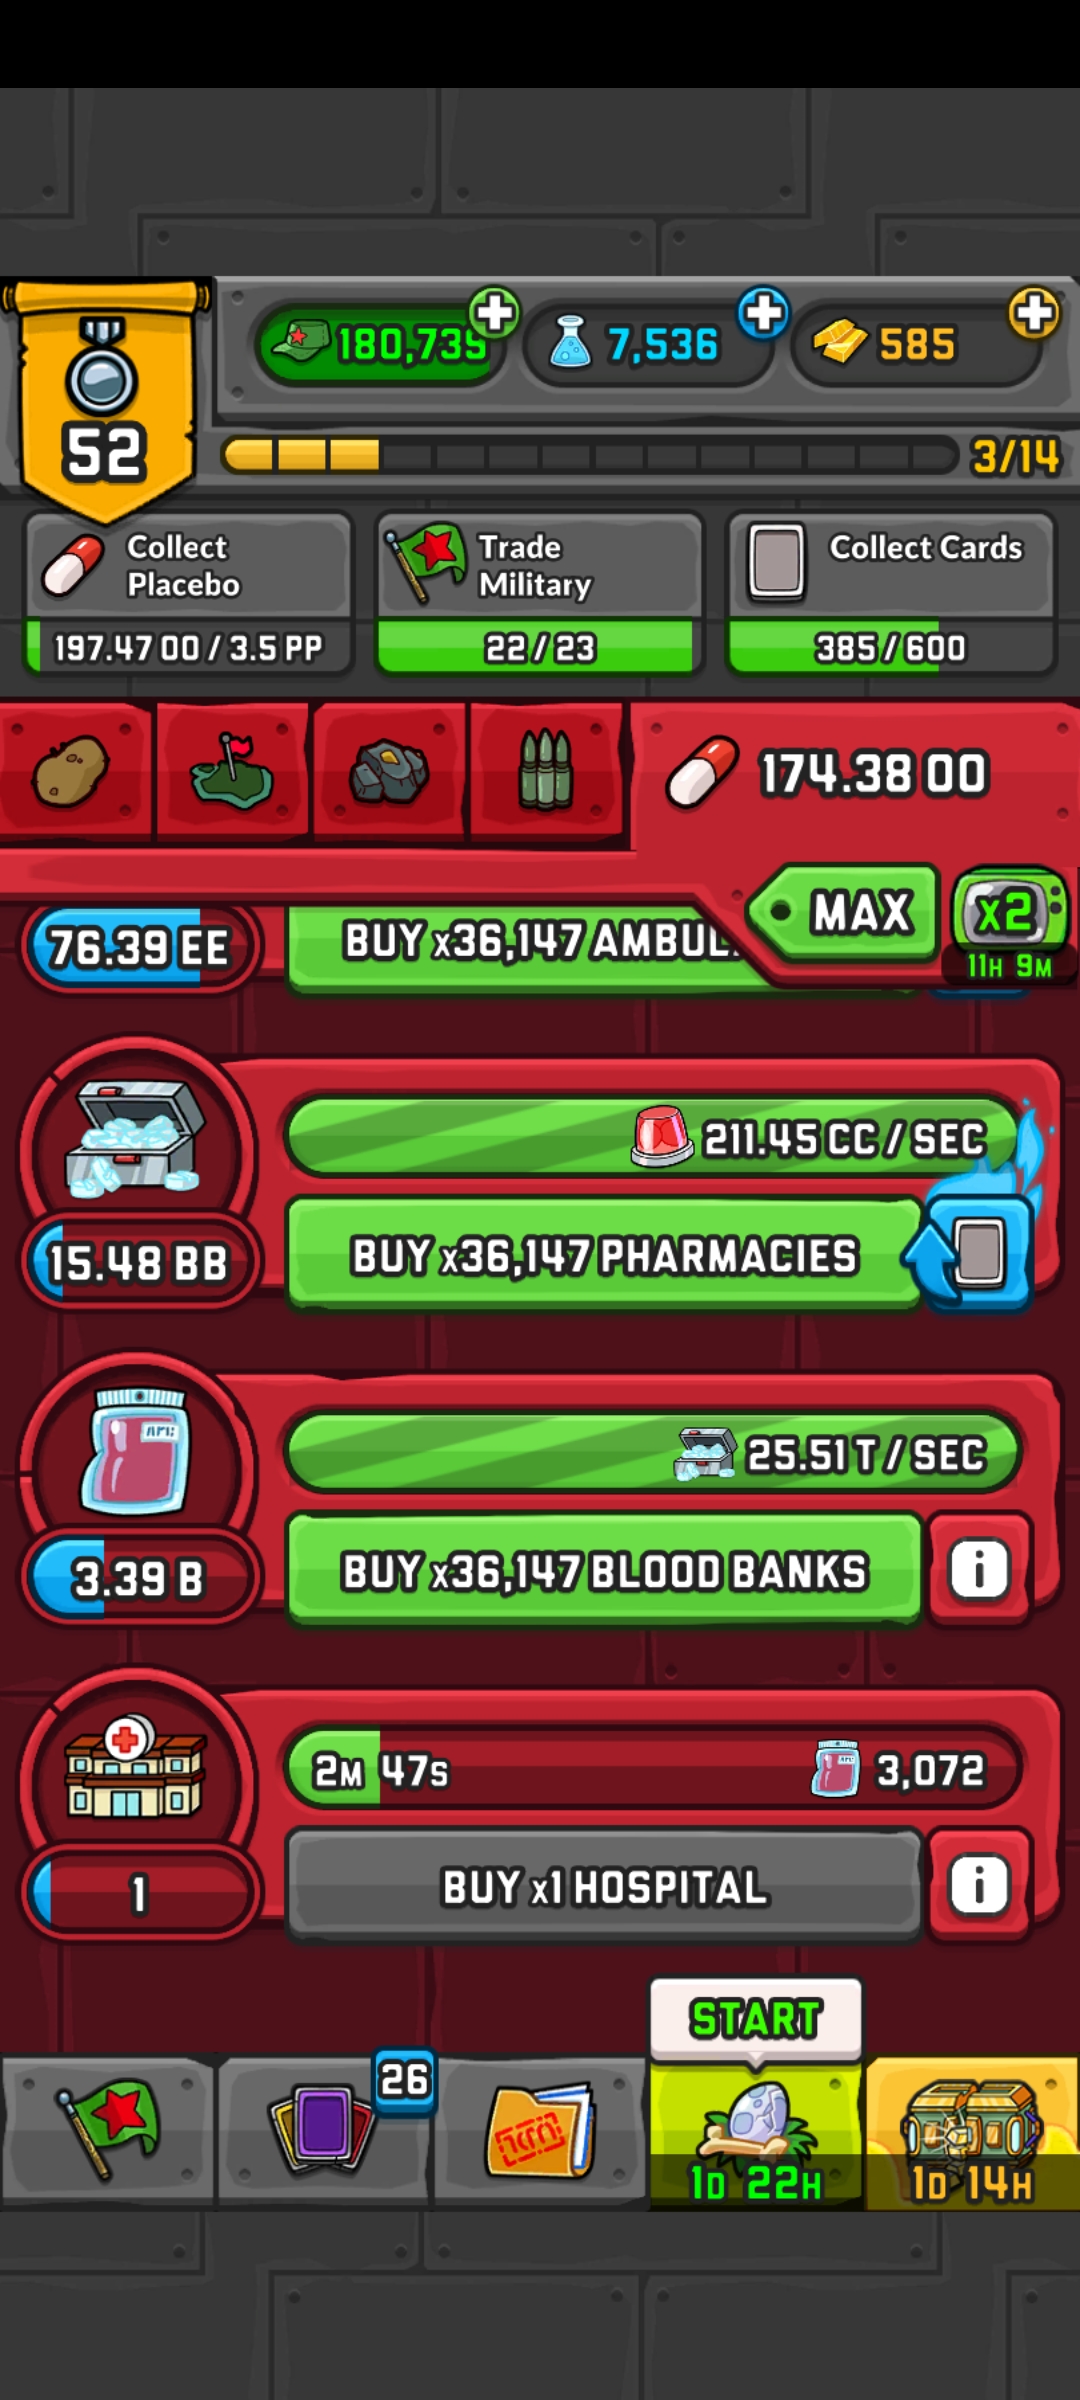 180,735
7,536
585
52
3/14
Collect
Placebo
197.47 OO / 3.5 PP
Trade
Military
22 / 23
Collect Cards
385 / 600
174.38 OO
MAX
x2
11H 9M
76.39 EE
BUY x36,147 AMBUL
211.45 CC / SEC
15.48 BB
BUY x36,147 PHARMACIES
25.51 T / SEC
3.39 B
BUY x36,147 BLOOD BANKS
i
2M 47S
3,072
1
BUY x1 HOSPITAL
i
START
26
1D 22H
1D 14H